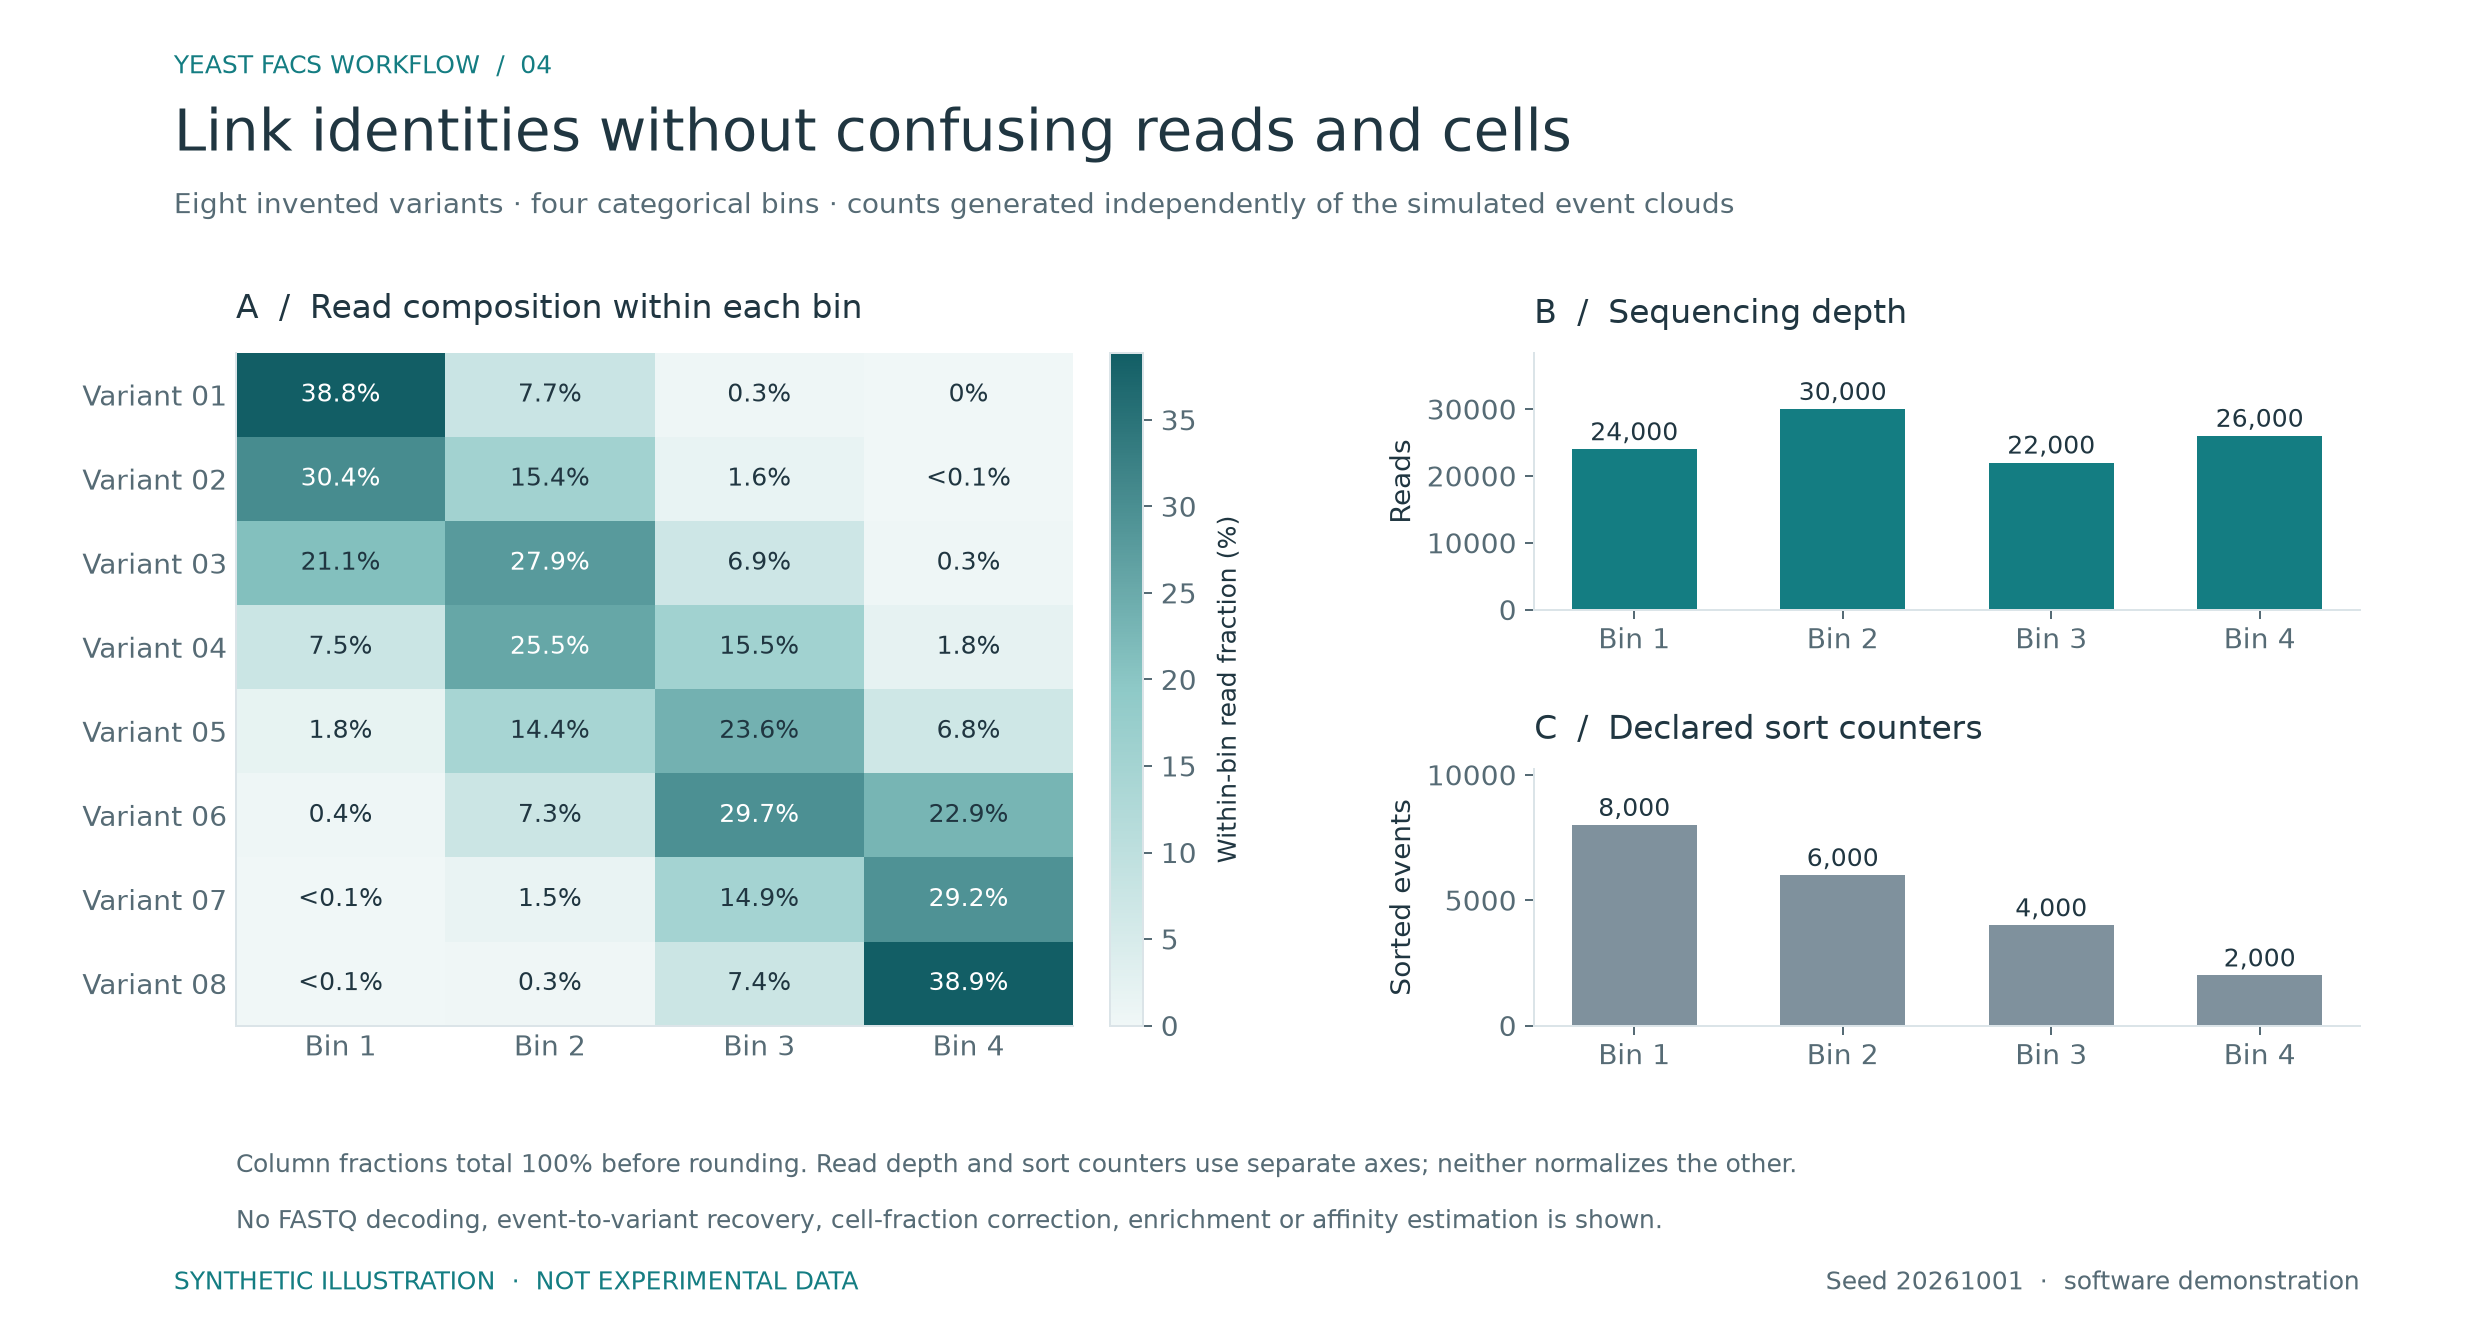 YEAST FACS WORKFLOW / 04
Link identities without confusing reads and cells
Eight invented variants · four categorical bins · counts generated independently of the simulated event clouds
A / Read composition within each bin
Variant 01 38.8% 7.7% 0.3% 0%
Variant 02 30.4% 15.4% 1.6% <0.1%
Variant 03 21.1% 27.9% 6.9% 0.3%
Variant 04 7.5% 25.5% 15.5% 1.8%
Variant 05 1.8% 14.4% 23.6% 6.8%
Variant 06 0.4% 7.3% 29.7% 22.9%
Variant 07 <0.1% 1.5% 14.9% 29.2%
Variant 08 <0.1% 0.3% 7.4% 38.9%
Bin 1 Bin 2 Bin 3 Bin 4
35
30
25
20
15
10
5
0
Within-bin read fraction (%)
B / Sequencing depth
Reads
30000
20000
10000
0
24,000 30,000 22,000 26,000
Bin 1 Bin 2 Bin 3 Bin 4
C / Declared sort counters
Sorted events
10000
5000
0
8,000 6,000 4,000 2,000
Bin 1 Bin 2 Bin 3 Bin 4
Column fractions total 100% before rounding. Read depth and sort counters use separate axes; neither normalizes the other.
No FASTQ decoding, event-to-variant recovery, cell-fraction correction, enrichment or affinity estimation is shown.
SYNTHETIC ILLUSTRATION · NOT EXPERIMENTAL DATA
Seed 20261001 · software demonstration